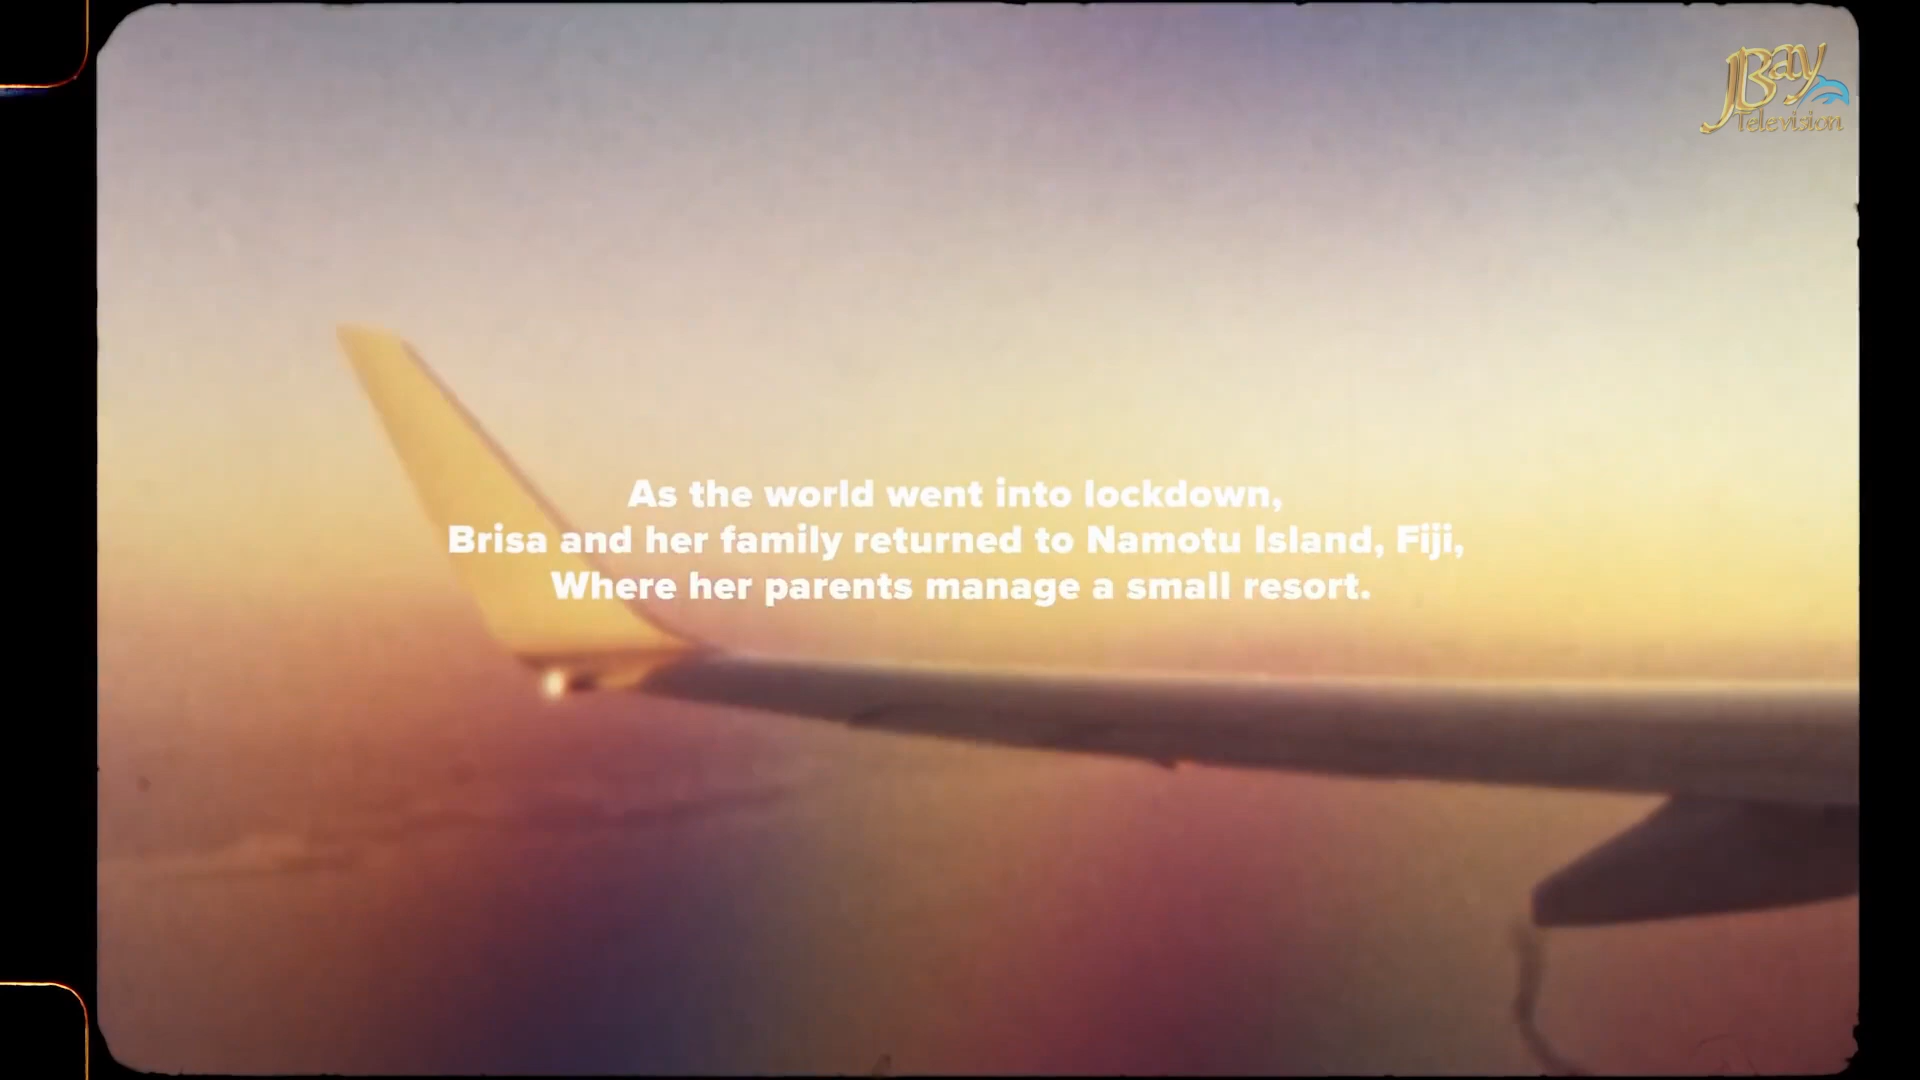 JBay
Television
As the world went into lockdown,
Brisa and her family returned to Namotu Island, Fiji,
Where her parents manage a small resort.